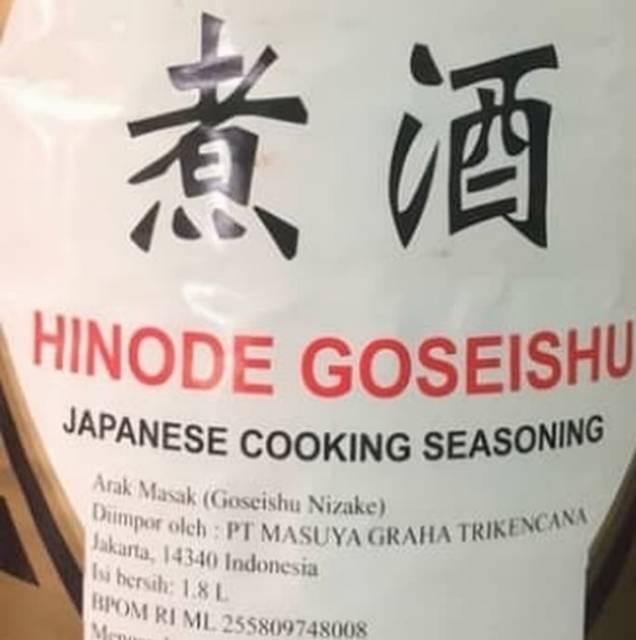 煮酒
HINODE GOSEISHU
JAPANESE COOKING SEASONING
Arak Masak (Goseishu Nizake)
Diimpor oleh : PT MASUYA GRAHA TRIKENCANA
Jakarta, 14340 Indonesia
Isi bersih: 1.8 L
BPOM RI ML 255809748008